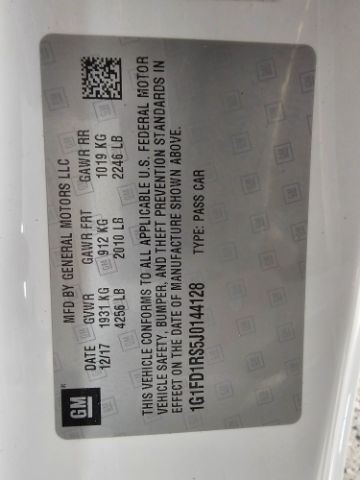 MFD BY GENERAL MOTORS LLC
DATE GVWR GAWR FRT GAWR RR
12/17 1931 KG 912 KG 1019 KG
4256 LB 2010 LB 2246 LB
THIS VEHICLE CONFORMS TO ALL APPLICABLE U.S. FEDERAL MOTOR
VEHICLE SAFETY, BUMPER, AND THEFT PREVENTION STANDARDS IN
EFFECT ON THE DATE OF MANUFACTURE SHOWN ABOVE.
1G1FD1RS5J0144128 TYPE: PASS CAR
GM